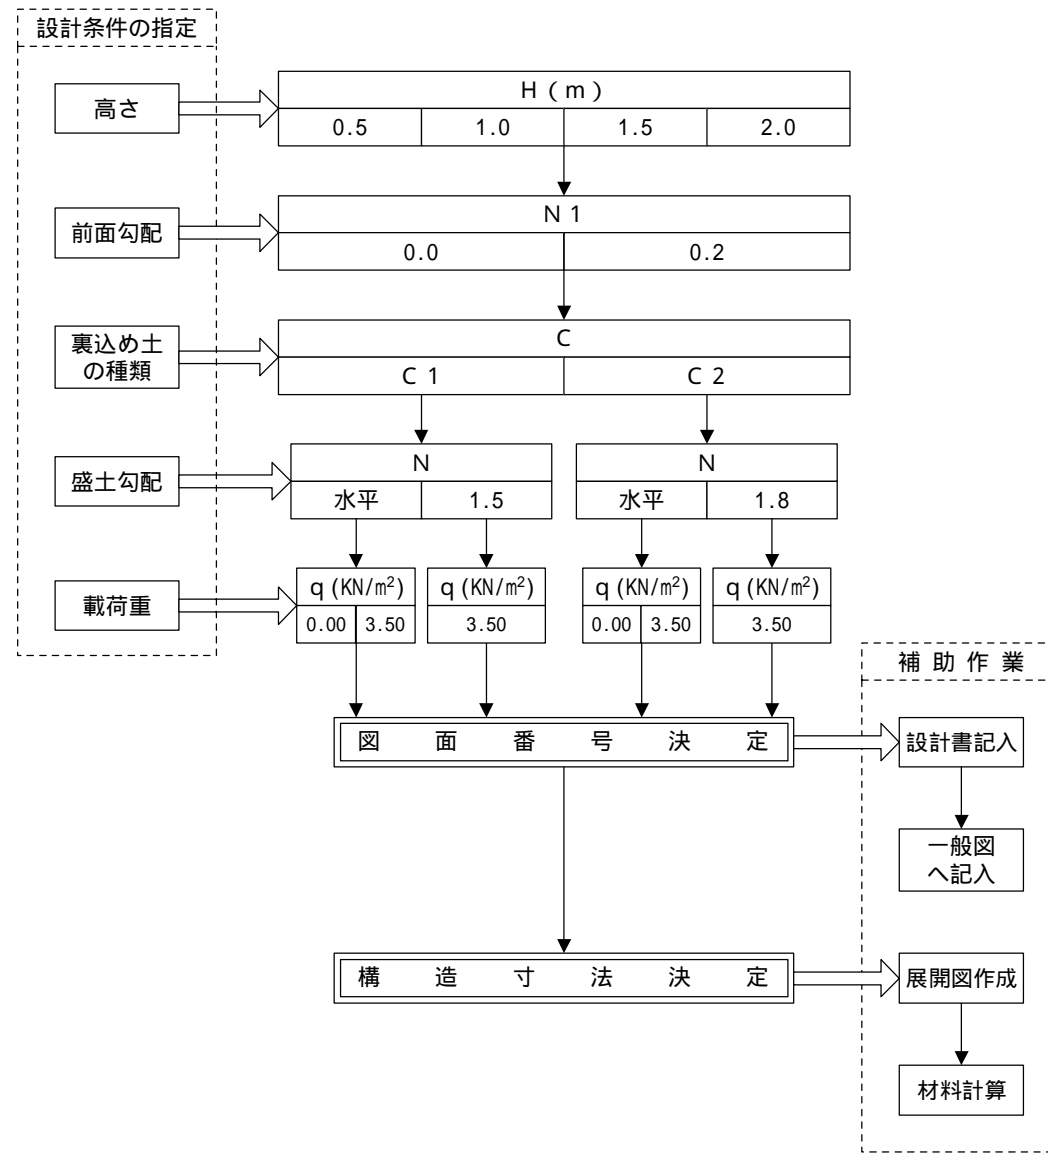 設計条件の指定
高さ
H(m)
0.5 1.0 1.5 2.0
前面勾配
N1
0.0 0.2
裏込め土
の種類
C
C1 C2
盛土勾配
N N
水平 1.5 水平 1.8
載荷重
q(KN/m²) q(KN/m²) q(KN/m²) q(KN/m²)
0.00 3.50 3.50 0.00 3.50 3.50
補助作業
図面番号決定
設計書記入
一般図
へ記入
構造寸法決定
展開図作成
材料計算